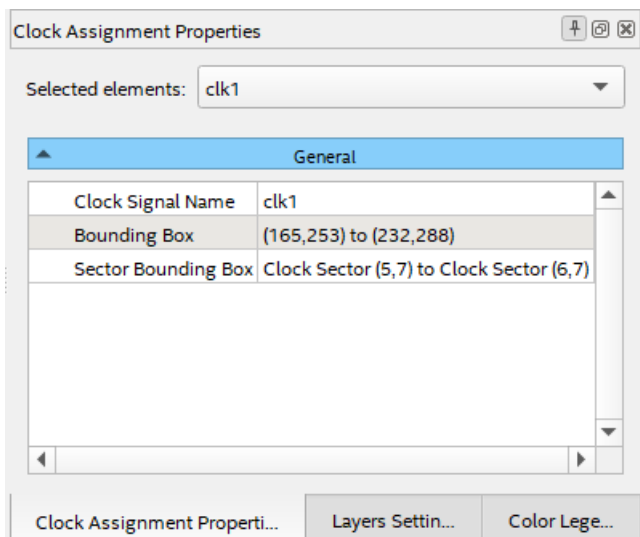 Clock Assignment Properties
Selected elements: clk1
General
Clock Signal Name clk1
Bounding Box (165,253) to (232,288)
Sector Bounding Box Clock Sector (5,7) to Clock Sector (6,7)
Clock Assignment Properti... Layers Settin... Color Lege...